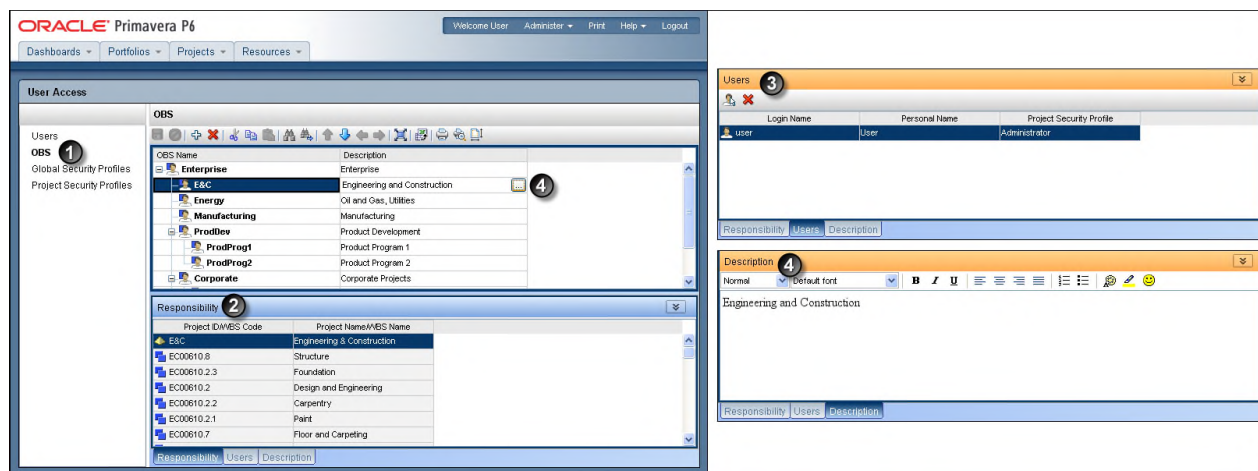 ORACLE® Primavera P6
Welcome User Administer Print Help Logout
Dashboards Portfolios Projects Resources
User Access
Users
OBS
1
Global Security Profiles
Project Security Profiles
OBS
OBS Name Description
Enterprise Enterprise
E&C Engineering and Construction ... 4
Energy Oil and Gas, Utilities
Manufacturing Manufacturing
ProdDev Product Development
ProdProg1 Product Program 1
ProdProg2 Product Program 2
Corporate Corporate Projects
Responsibility 2
Project ID/WBS Code Project Name/WBS Name
E&C Engineering & Construction
EC00610.8 Structure
EC00610.2.3 Foundation
EC00610.2 Design and Engineering
EC00610.2.2 Carpentry
EC00610.2.1 Paint
EC00610.7 Floor and Carpeting
Responsibility Users Description
Users 3
Login Name Personal Name Project Security Profile
user User Administrator
Responsibility Users Description
Description 4
Normal Default font B I U
Engineering and Construction
Responsibility Users Description